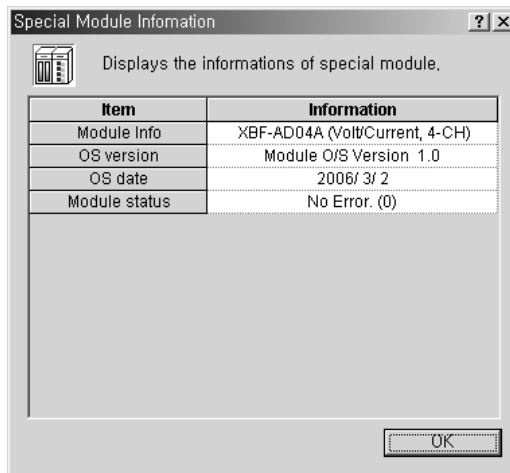 Special Module Infomation
? ×
Displays the informations of special module,
Item Information
Module Info XBF-AD04A (Volt/Current, 4-CH)
OS version Module O/S Version 1.0
OS date 2006/ 3/ 2
Module status No Error. (0)
OK